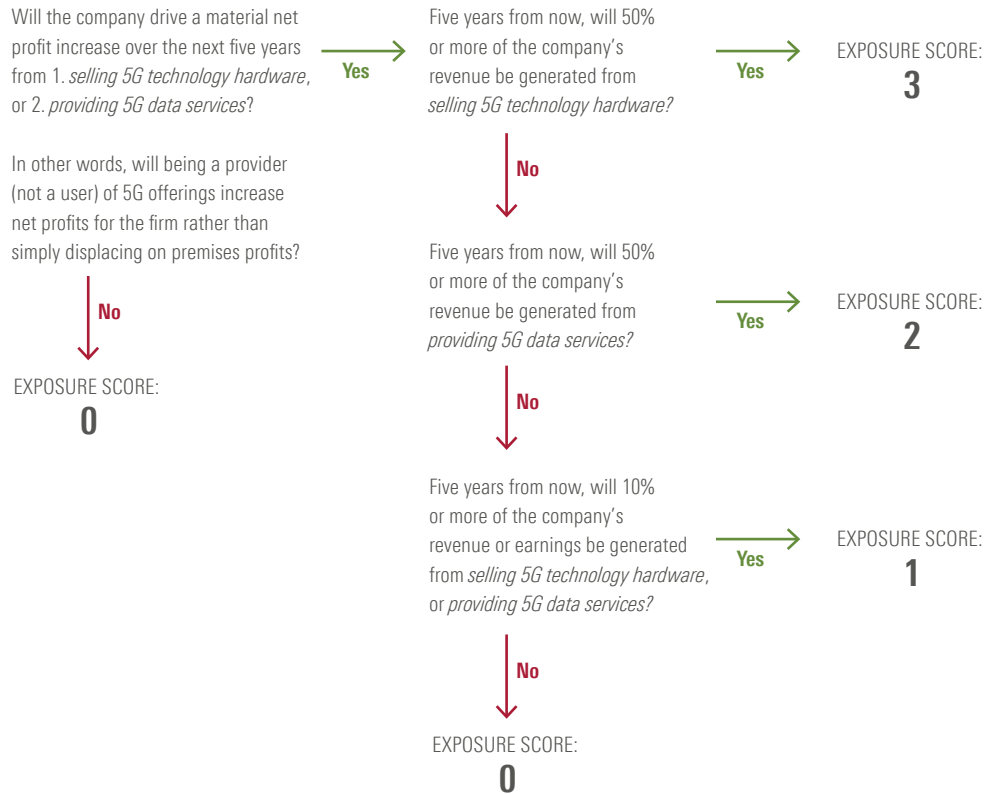 Will the company drive a material net
profit increase over the next five years
from 1. selling 5G technology hardware,
or 2. providing 5G data services?
In other words, will being a provider
(not a user) of 5G offerings increase
net profits for the firm rather than
simply displacing on premises profits?
No
EXPOSURE SCORE:
0
Yes
Five years from now, will 50%
or more of the company's
revenue be generated from
selling 5G technology hardware?
Yes
EXPOSURE SCORE:
3
No
Five years from now, will 50%
or more of the company's
revenue be generated from
providing 5G data services?
Yes
EXPOSURE SCORE:
2
No
Five years from now, will 10%
or more of the company's
revenue or earnings be generated
from selling 5G technology hardware,
or providing 5G data services?
Yes
EXPOSURE SCORE:
1
No
EXPOSURE SCORE:
0